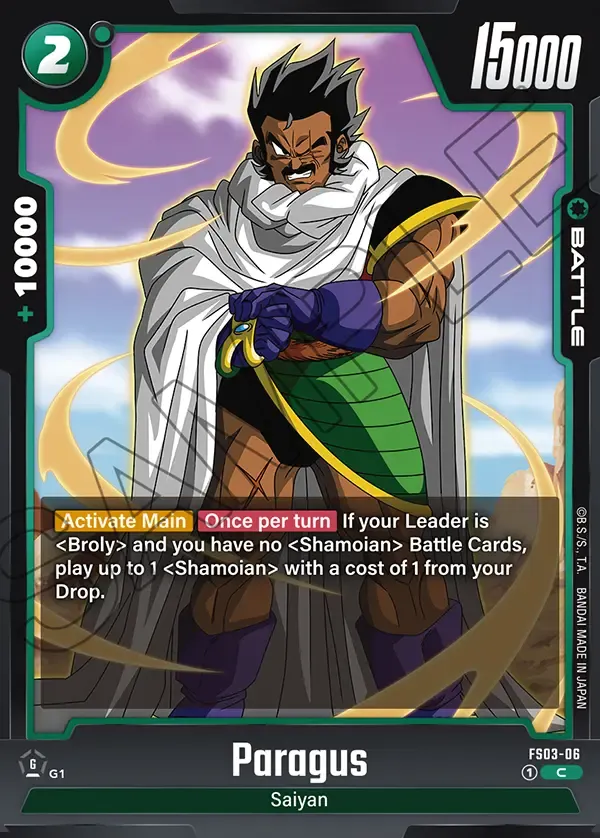 2
15000
+ 10000
BATTLE
Activate Main Once per turn If your Leader is
<Broly> and you have no <Shamoian> Battle Cards,
play up to 1 <Shamoian> with a cost of 1 from your
Drop.
SAMPLE
©B.S./S., T.A. BANDAI MADE IN JAPAN
Paragus
FS03-06
G G1
1 C
Saiyan